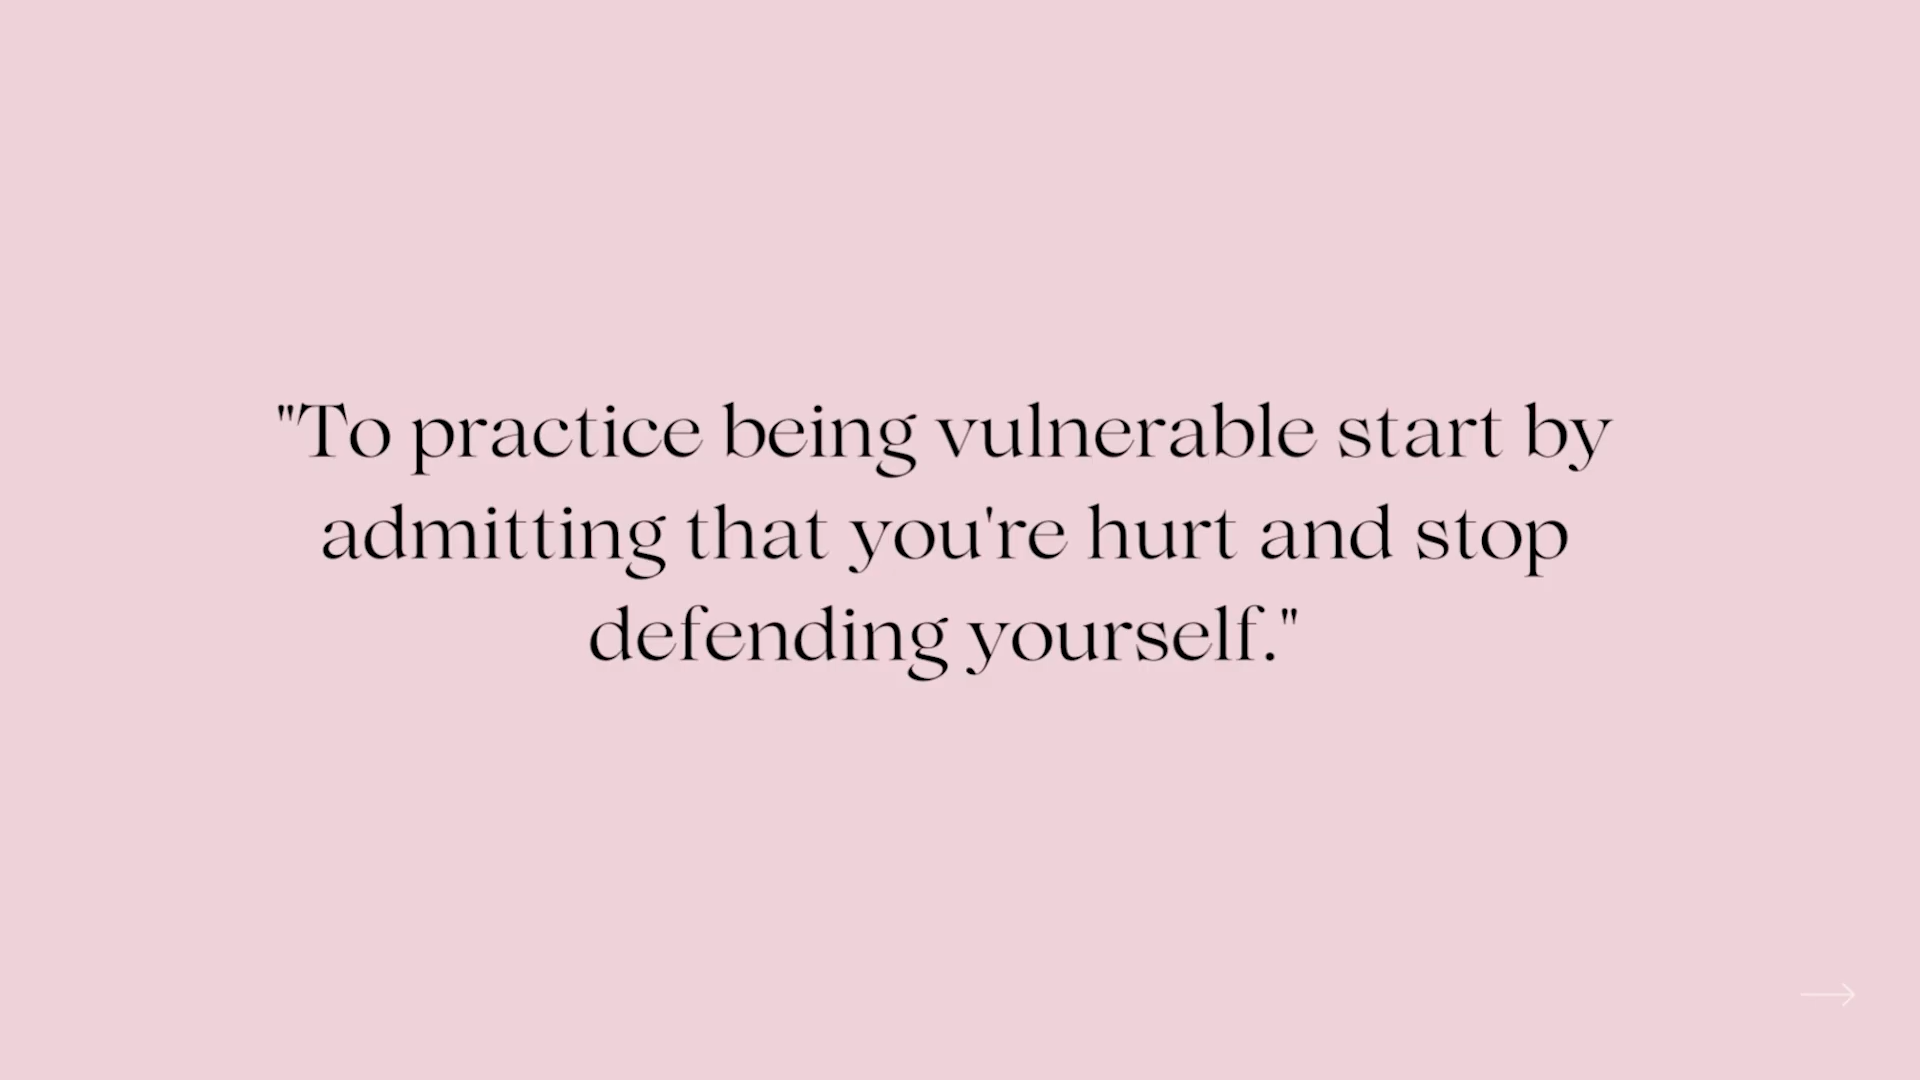 "To practice being vulnerable start by
admitting that you're hurt and stop
defending yourself."